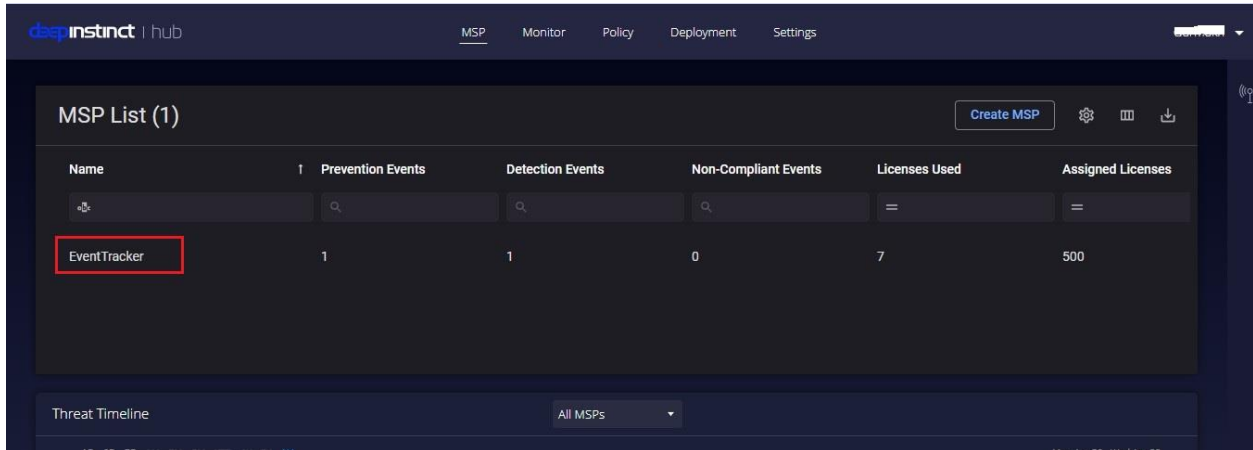 deepinstinct | hub MSP Monitor Policy Deployment Settings
MSP List (1) Create MSP
Name ↑ Prevention Events Detection Events Non-Compliant Events Licenses Used Assigned Licenses
= =
EventTracker 1 1 0 7 500
Threat Timeline All MSPs